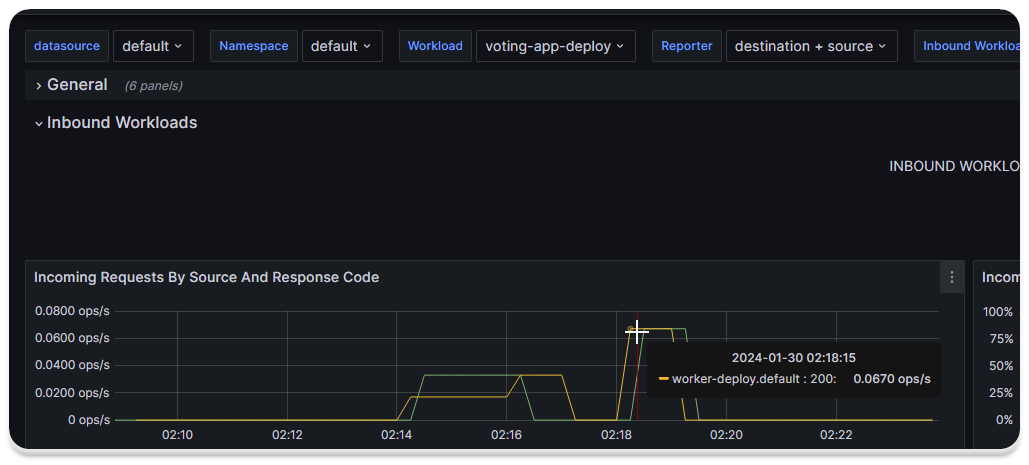 datasource default Namespace default Workload voting-app-deploy Reporter destination + source Inbound
General (6 panels)
Inbound Workloads
INBOUND
Incoming Requests By Source And Response Code
0.0800 ops/s 100%
0.0600 ops/s 75%
2024-01-30 02:18:15
0.0400 ops/s 50%
worker-deploy.default : 200: 0.0670 ops/s
0.0200 ops/s 25%
0 ops/s 0%
02:10 02:12 02:14 02:16 02:18 02:20 02:22